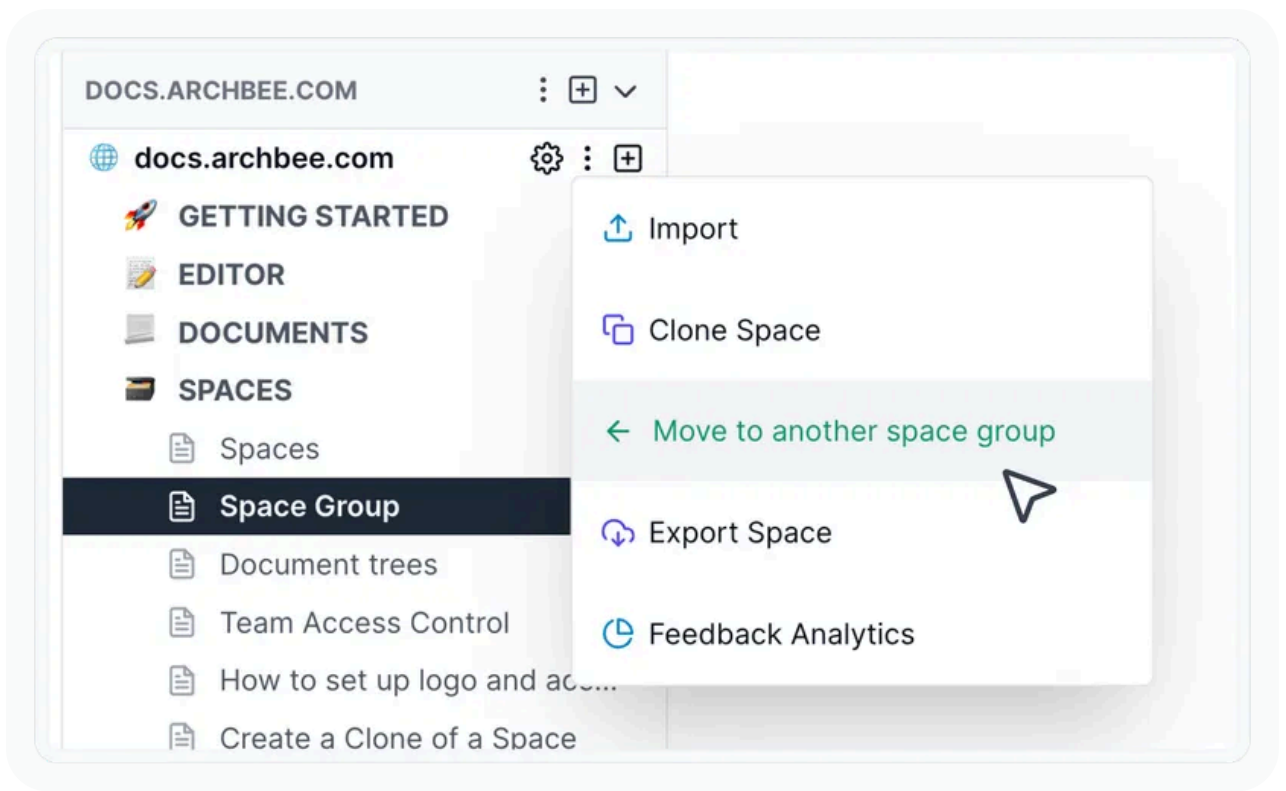 DOCS.ARCHBEE.COM
docs.archbee.com
GETTING STARTED
EDITOR
DOCUMENTS
SPACES
Spaces
Space Group
Document trees
Team Access Control
How to set up logo and acc...
Create a Clone of a Space
Import
Clone Space
Move to another space group
Export Space
Feedback Analytics